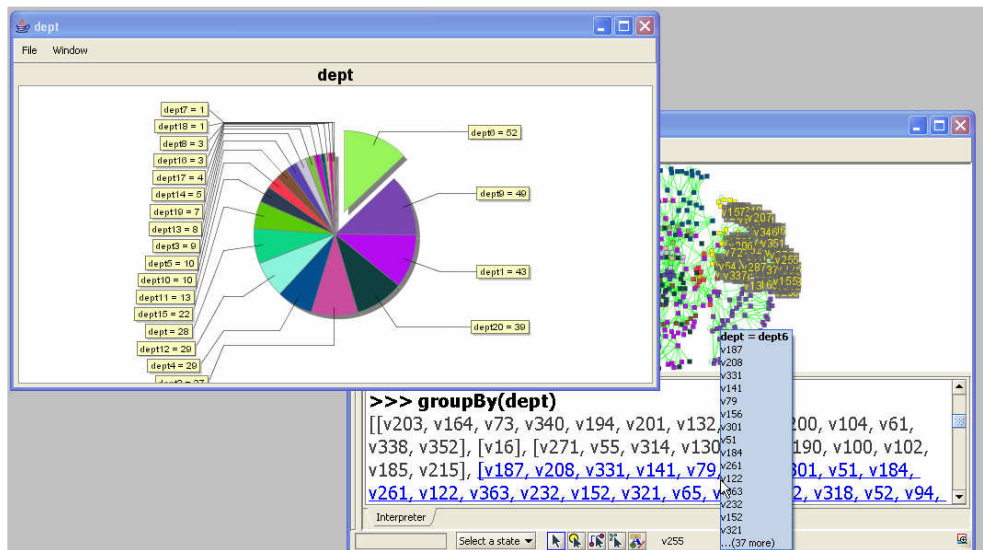 dept
File Window
dept
dept7 = 1
dept18 = 1
dept8 = 3
dept16 = 3
dept17 = 4
dept14 = 5
dept19 = 7
dept13 = 8
dept3 = 9
dept5 = 10
dept10 = 10
dept11 = 13
dept15 = 22
dept = 28
dept12 = 29
dept4 = 29
dept6 = 52
dept9 = 49
dept1 = 43
dept20 = 39
dept = dept6
v187
v208
v331
v141
v79
v156
v301
v51
v184
v261
v122
v363
v232
v152
v321
...(37 more)
>>> groupBy(dept)
[[v203, v164, v73, v340, v194, v201, v132, 200, v104, v61,
v338, v352], [v16], [v271, v55, v314, v130 190, v100, v102,
v185, v215], [v187, v208, v331, v141, v79, 301, v51, v184,
v261, v122, v363, v232, v152, v321, v65, 2, v318, v52, v94,
Interpreter
Select a state v255